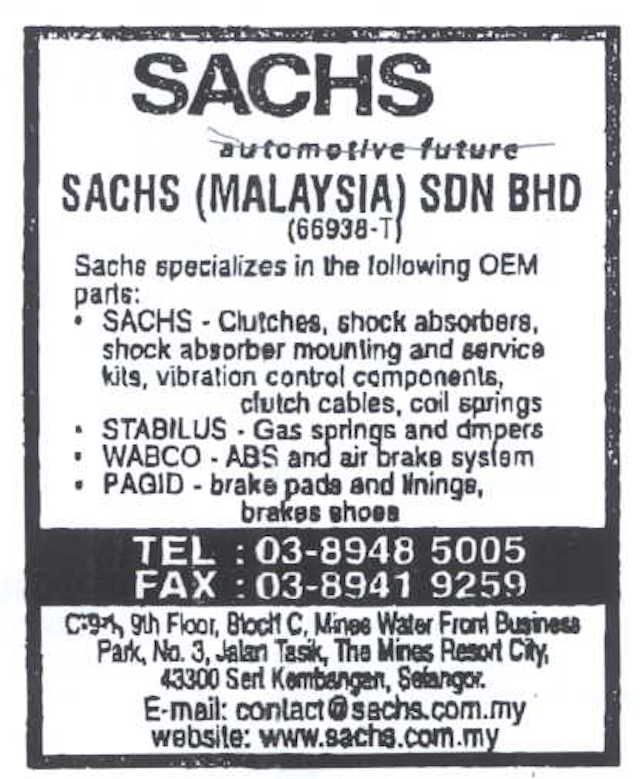 SACHS
automotive future
SACHS (MALAYSIA) SDN BHD
(66938-T)
Sachs specializes in the following OEM
parts:
• SACHS - Clutches, shock absorbers,
shock absorber mounting and service
kits, vibration control components,
clutch cables, coil springs
• STABILUS - Gas springs and dmpers
• WABCO - ABS and air brake system
• PAGID - brake pads and linings,
brakes shoes
TEL : 03-8948 5005
FAX : 03-8941 9259
9th Floor, Block C, Mines Water Front Business
Park, No. 3, Jalan Tasik, The Mines Resort City,
43300 Seri Kembangan, Selangor.
E-mail: contact@sachs.com.my
website: www.sachs.com.my